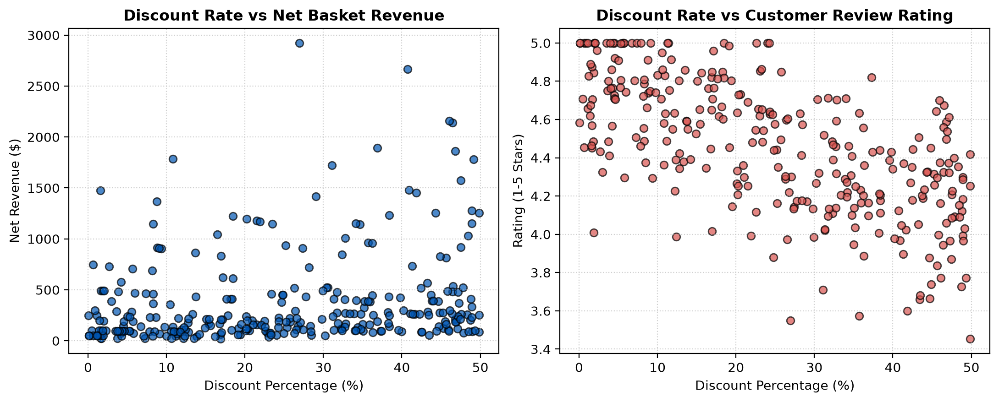 Discount Rate vs Net Basket Revenue
3000
2500
2000
1500
1000
500
0
Net Revenue ($)
0 10 20 30 40 50
Discount Percentage (%)
Discount Rate vs Customer Review Rating
5.0
4.8
4.6
4.4
4.2
4.0
3.8
3.6
3.4
Rating (1-5 Stars)
0 10 20 30 40 50
Discount Percentage (%)